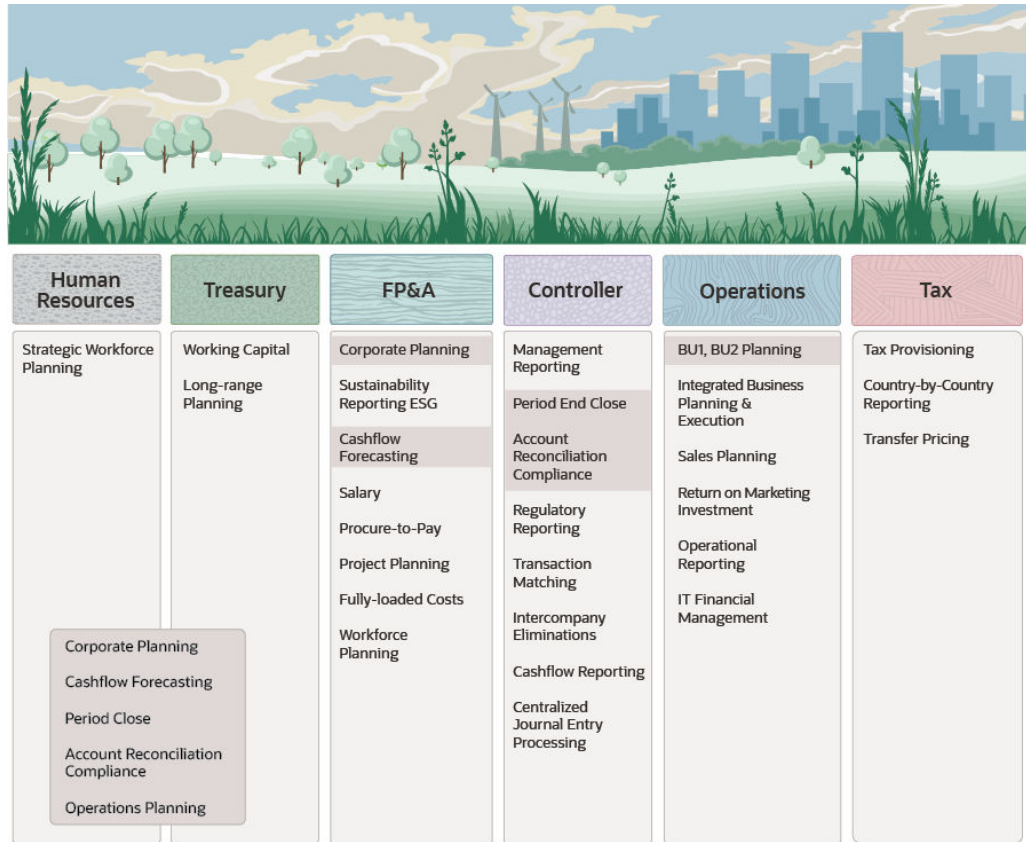 Human
Resources
Treasury
FP&A
Controller
Operations
Tax
Strategic Workforce
Planning
Working Capital
Long-range
Planning
Corporate Planning
Sustainability
Reporting ESG
Cashflow
Forecasting
Salary
Procure-to-Pay
Project Planning
Fully-loaded Costs
Workforce
Planning
Management
Reporting
Period End Close
Account
Reconciliation
Compliance
Regulatory
Reporting
Transaction
Matching
Intercompany
Eliminations
Cashflow Reporting
Centralized
Journal Entry
Processing
BU1, BU2 Planning
Integrated Business
Planning &
Execution
Sales Planning
Return on Marketing
Investment
Operational
Reporting
IT Financial
Management
Tax Provisioning
Country-by-Country
Reporting
Transfer Pricing
Corporate Planning
Cashflow Forecasting
Period Close
Account Reconciliation
Compliance
Operations Planning